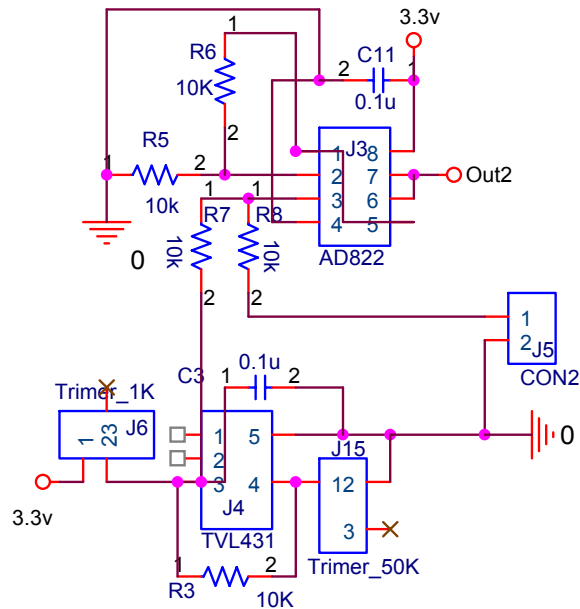 1 3.3v
R6 2 C11 1
10K 0.1u
R5 2 1 J3 8
1 2 2 7 Out2
10k 1 1 3 6
R7 R8 4 5
0 10k 10k AD822
2 2
1
2 J5
0.1u CON2
C3 1 2
Trimer_1K
J6 1 5 J15 0
1 23 2
3 4 12
3.3v J4
TVL431 3
1 2 Trimer_50K
R3 10K